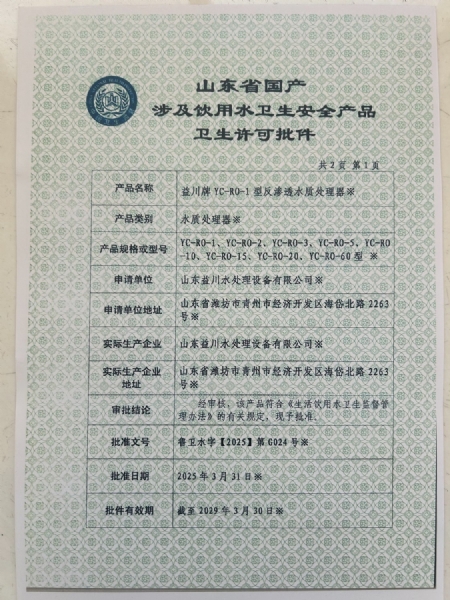 山东省国产
涉及饮用水卫生安全产品
卫生许可批件
共 2 页 第 1 页
产品名称 益川牌 YC-RO-1 型反渗透水质处理器※
产品类别 水质处理器※
产品规格或型号 YC-RO-1、YC-RO-2、YC-RO-3、YC-RO-5、YC-RO
-10、YC-RO-15、YC-RO-20、YC-RO-60 型 ※
申请单位 山东益川水处理设备有限公司※
申请单位地址 山东省潍坊市青州市经济开发区海岱北路 2263
号※
实际生产企业 山东益川水处理设备有限公司※
实际生产企业 山东省潍坊市青州市经济开发区海岱北路 2263
地址 号※
审批结论 经审核，该产品符合《生活饮用水卫生监督管
理办法》的有关规定，现予批准。
批准文号 鲁卫水字【2025】第 G024 号※
批准日期 2025 年 3 月 31 日※
批件有效期 截至 2029 年 3 月 30 日※